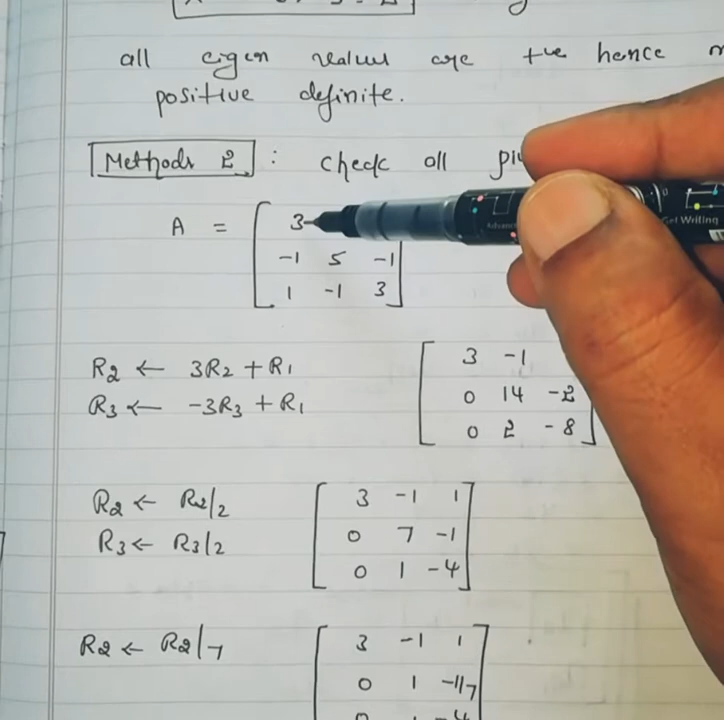 all eigen values are +ve hence
positive definite.
Methods 2 : check all
A = [ 3
-1 5 -1
1 -1 3 ]
R2 ← 3R2 + R1
R3 ← -3R3 + R1
[ 3 -1
0 14 -2
0 2 -8 ]
R2 ← R2/2
R3 ← R3/2
[ 3 -1 1
0 7 -1
0 1 -4 ]
R2 ← R2/7
[ 3 -1 1
0 1 -1/7
Gel Writing